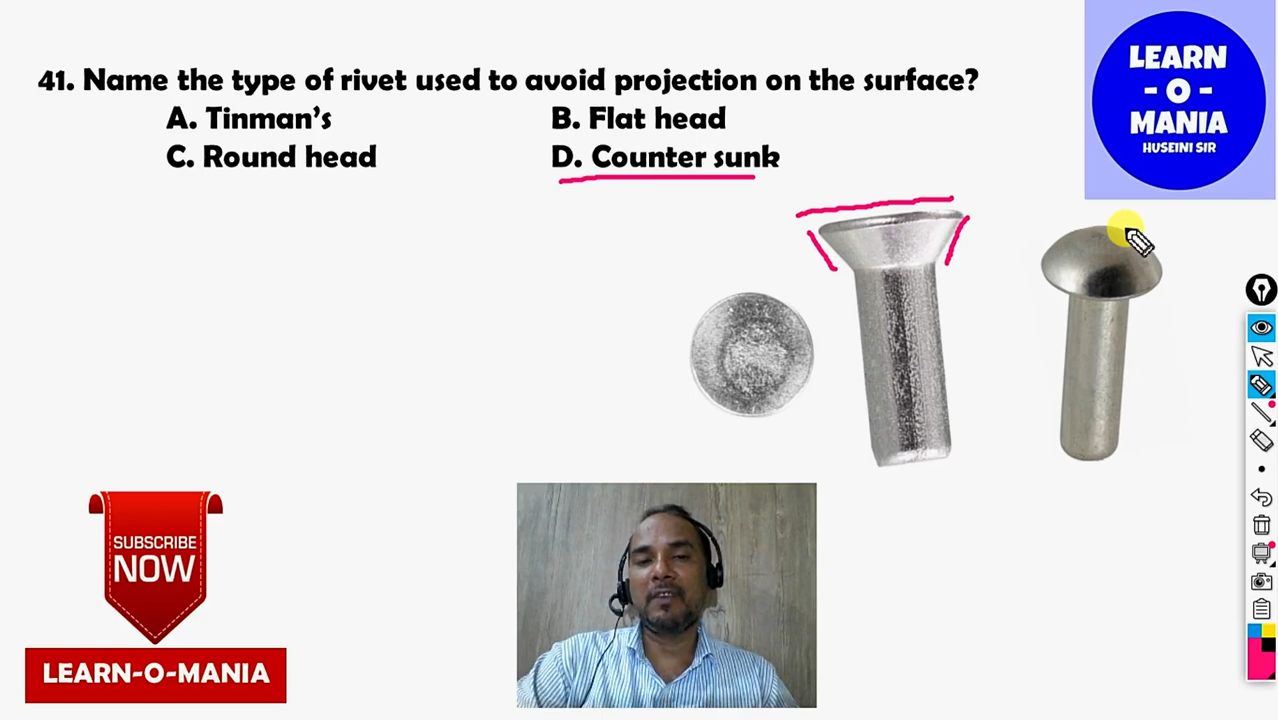 41. Name the type of rivet used to avoid projection on the surface?
A. Tinman's
B. Flat head
C. Round head
D. Counter sunk
LEARN
- O -
MANIA
HUSEINI SIR
SUBSCRIBE
NOW
LEARN-O-MANIA